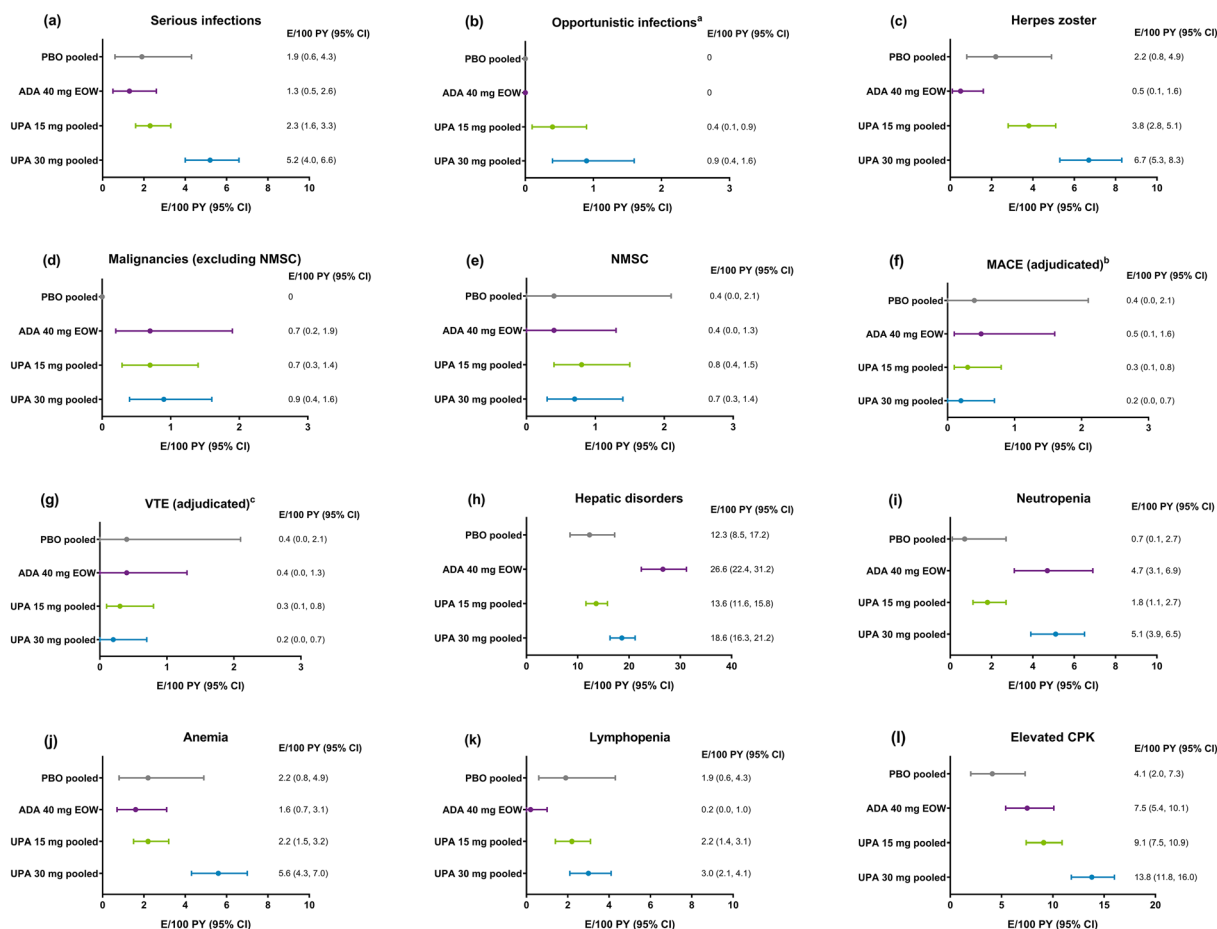 (a) Serious infections
E/100 PY (95% CI)
PBO pooled 1.9 (0.6, 4.3)
ADA 40 mg EOW 1.3 (0.5, 2.6)
UPA 15 mg pooled 2.3 (1.6, 3.3)
UPA 30 mg pooled 5.2 (4.0, 6.6)
0 2 4 6 8 10
E/100 PY (95% CI)
(b) Opportunistic infectionsᵃ
E/100 PY (95% CI)
PBO pooled 0
ADA 40 mg EOW 0
UPA 15 mg pooled 0.4 (0.1, 0.9)
UPA 30 mg pooled 0.9 (0.4, 1.6)
0 1 2 3
E/100 PY (95% CI)
(c) Herpes zoster
E/100 PY (95% CI)
PBO pooled 2.2 (0.8, 4.9)
ADA 40 mg EOW 0.5 (0.1, 1.6)
UPA 15 mg pooled 3.8 (2.8, 5.1)
UPA 30 mg pooled 6.7 (5.3, 8.3)
0 2 4 6 8 10
E/100 PY (95% CI)
(d) Malignancies (excluding NMSC)
E/100 PY (95% CI)
PBO pooled 0
ADA 40 mg EOW 0.7 (0.2, 1.9)
UPA 15 mg pooled 0.7 (0.3, 1.4)
UPA 30 mg pooled 0.9 (0.4, 1.6)
0 1 2 3
E/100 PY (95% CI)
(e) NMSC
E/100 PY (95% CI)
PBO pooled 0.4 (0.0, 2.1)
ADA 40 mg EOW 0.4 (0.0, 1.3)
UPA 15 mg pooled 0.8 (0.4, 1.5)
UPA 30 mg pooled 0.7 (0.3, 1.4)
0 1 2 3
E/100 PY (95% CI)
(f) MACE (adjudicated)ᵇ
E/100 PY (95% CI)
PBO pooled 0.4 (0.0, 2.1)
ADA 40 mg EOW 0.5 (0.1, 1.6)
UPA 15 mg pooled 0.3 (0.1, 0.8)
UPA 30 mg pooled 0.2 (0.0, 0.7)
0 1 2 3
E/100 PY (95% CI)
(g) VTE (adjudicated)ᶜ
E/100 PY (95% CI)
PBO pooled 0.4 (0.0, 2.1)
ADA 40 mg EOW 0.4 (0.0, 1.3)
UPA 15 mg pooled 0.3 (0.1, 0.8)
UPA 30 mg pooled 0.2 (0.0, 0.7)
0 1 2 3
E/100 PY (95% CI)
(h) Hepatic disorders
E/100 PY (95% CI)
PBO pooled 12.3 (8.5, 17.2)
ADA 40 mg EOW 26.6 (22.4, 31.2)
UPA 15 mg pooled 13.6 (11.6, 15.8)
UPA 30 mg pooled 18.6 (16.3, 21.2)
10 20 30 40
E/100 PY (95% CI)
(i) Neutropenia
E/100 PY (95% CI)
PBO pooled 0.7 (0.1, 2.7)
ADA 40 mg EOW 4.7 (3.1, 6.9)
UPA 15 mg pooled 1.8 (1.1, 2.7)
UPA 30 mg pooled 5.1 (3.9, 6.5)
0 2 4 6 8 10
E/100 PY (95% CI)
(j) Anemia
E/100 PY (95% CI)
PBO pooled 2.2 (0.8, 4.9)
ADA 40 mg EOW 1.6 (0.7, 3.1)
UPA 15 mg pooled 2.2 (1.5, 3.2)
UPA 30 mg pooled 5.6 (4.3, 7.0)
0 2 4 6 8 10
E/100 PY (95% CI)
(k) Lymphopenia
E/100 PY (95% CI)
PBO pooled 1.9 (0.6, 4.3)
ADA 40 mg EOW 0.2 (0.0, 1.0)
UPA 15 mg pooled 2.2 (1.4, 3.1)
UPA 30 mg pooled 3.0 (2.1, 4.1)
0 2 4 6 8 10
E/100 PY (95% CI)
(l) Elevated CPK
E/100 PY (95% CI)
PBO pooled 4.1 (2.0, 7.3)
ADA 40 mg EOW 7.5 (5.4, 10.1)
UPA 15 mg pooled 9.1 (7.5, 10.9)
UPA 30 mg pooled 13.8 (11.8, 16.0)
0 5 10 15 20
E/100 PY (95% CI)